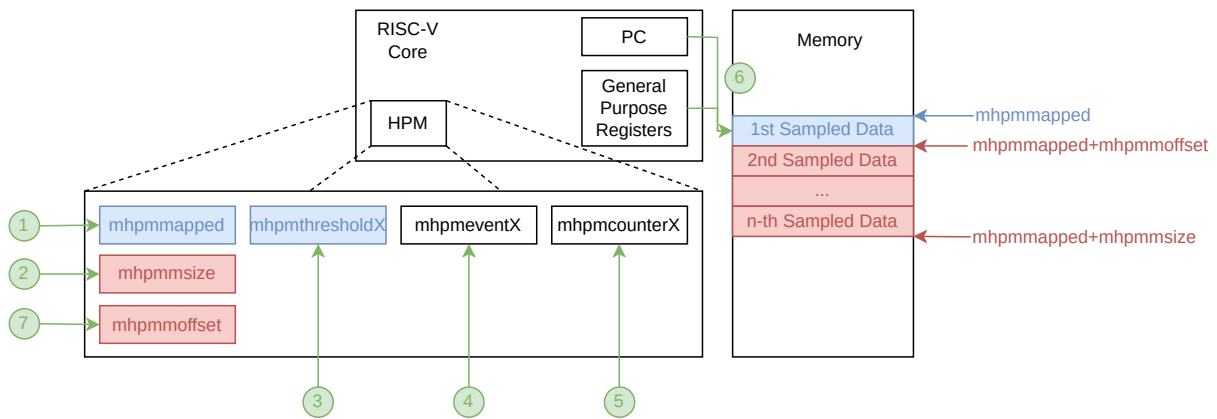 RISC-V
Core
PC
General
Purpose
Registers
HPM
6
Memory
1st Sampled Data
2nd Sampled Data
...
n-th Sampled Data
mhpmmapped
mhpmmapped+mhpmmoffset
mhpmmapped+mhpmmsize
1
mhpmmapped
mhpmthresholdX
mhpmeventX
mhpmcounterX
2
mhpmmsize
7
mhpmmoffset
3
4
5